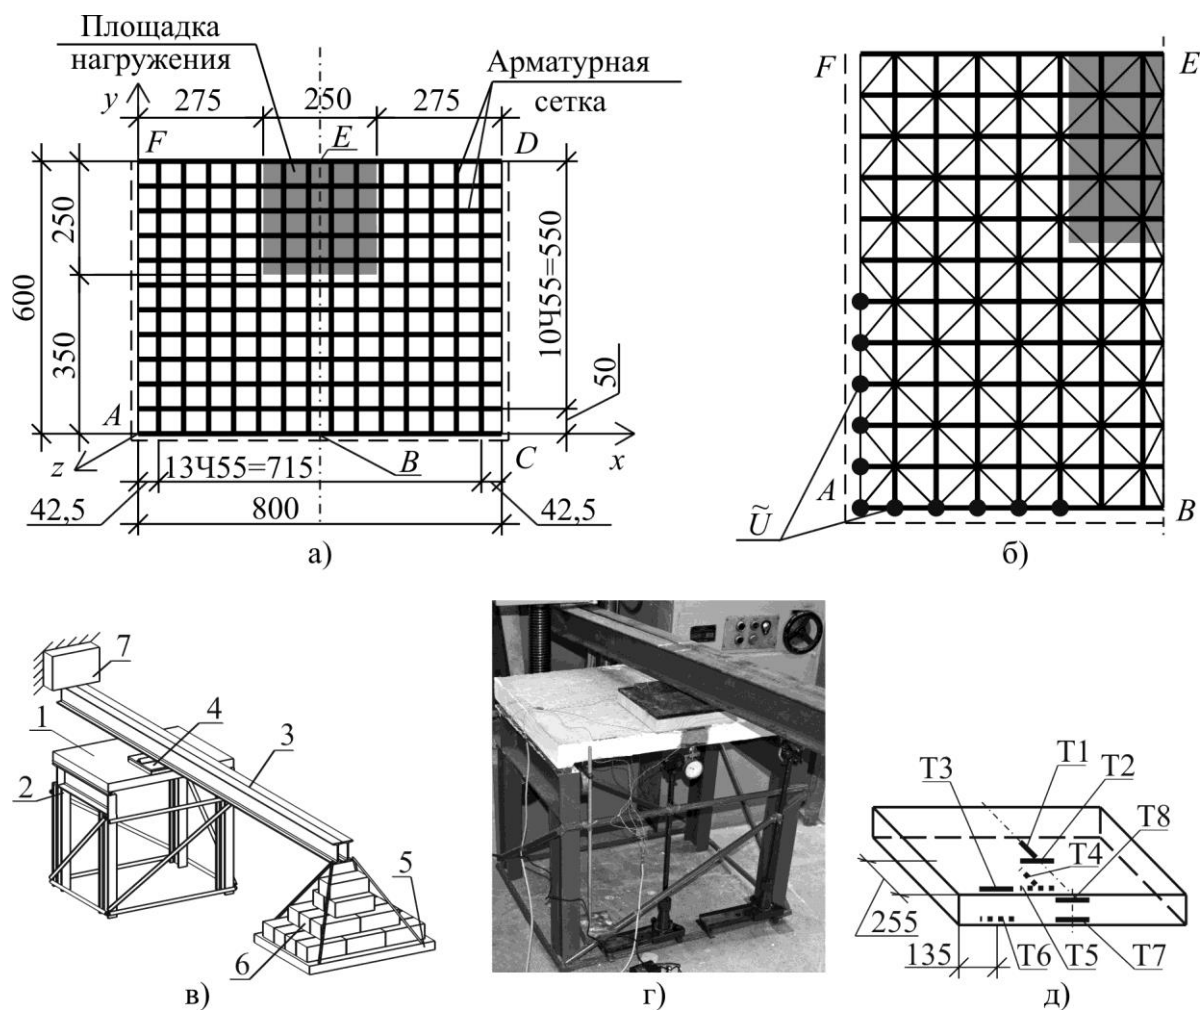 Площадка
нагружения
Арматурная
сетка
y
275
250
275
F
E
D
250
600
350
10Ч55=550
50
A
z
13Ч55=715
B
C
x
42,5
800
42,5
а)
F
E
A
Ũ
B
б)
7
1
4
3
2
5
6
в)
г)
T1
T3
T2
T8
T4
255
135
T6
T5
T7
д)